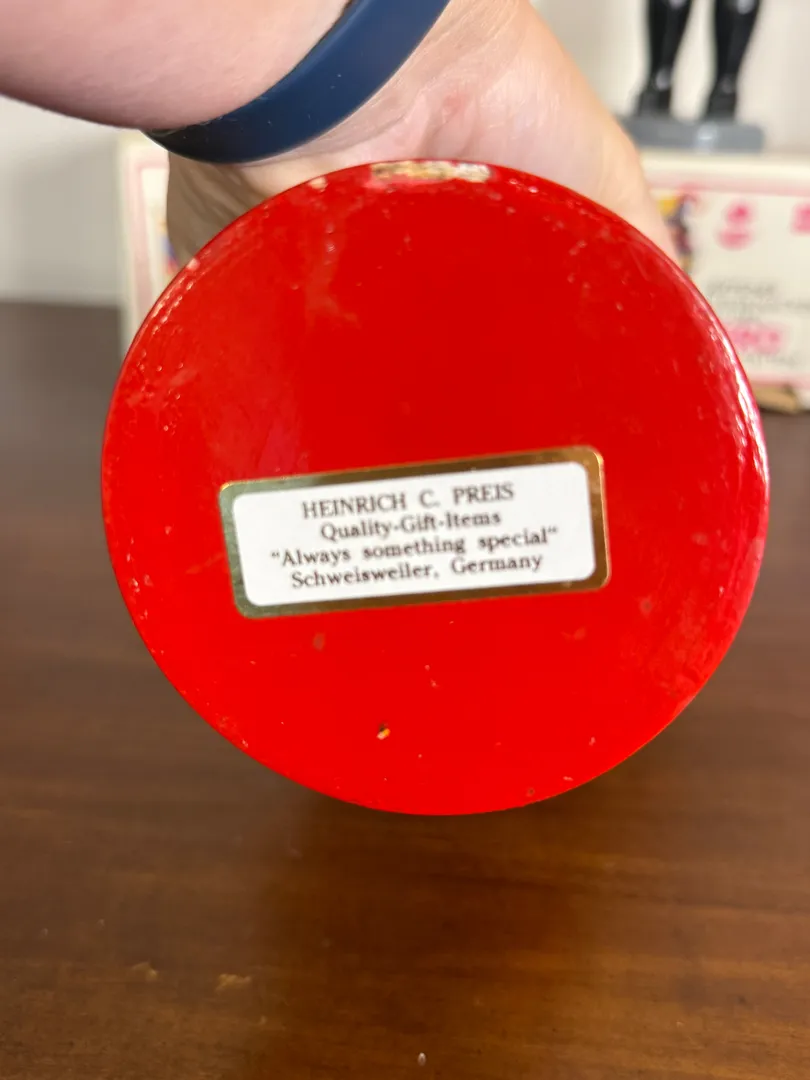 HEINRICH C. PREIS
Quality-Gift-Items
"Always something special"
Schweisweiler, Germany